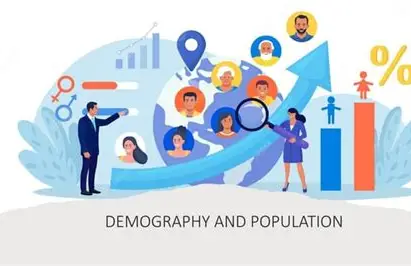 %
DEMOGRAPHY AND POPULATION